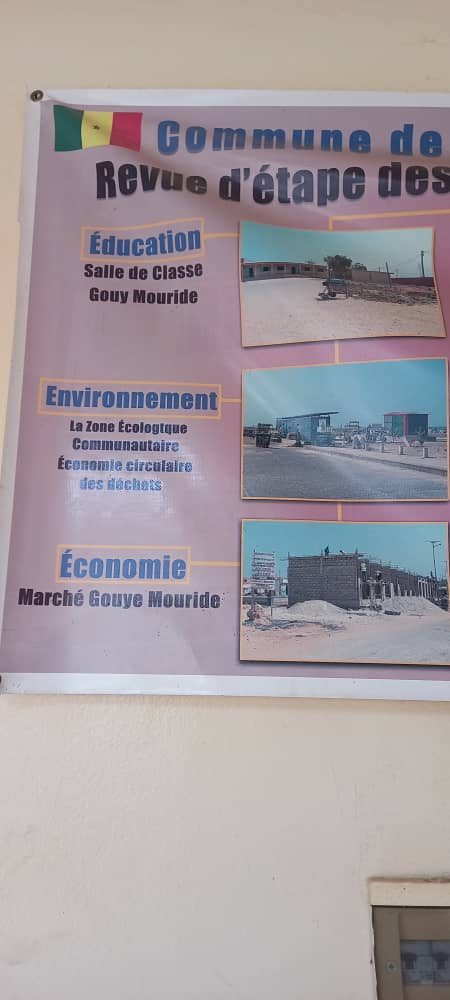 Commune de
Revue d'étape des
Éducation
Salle de Classe
Gouy Mouride
Environnement
La Zone Écologtque
Communautaire
Économie circulaire
des déchets
Économie
Marché Gouye Mouride